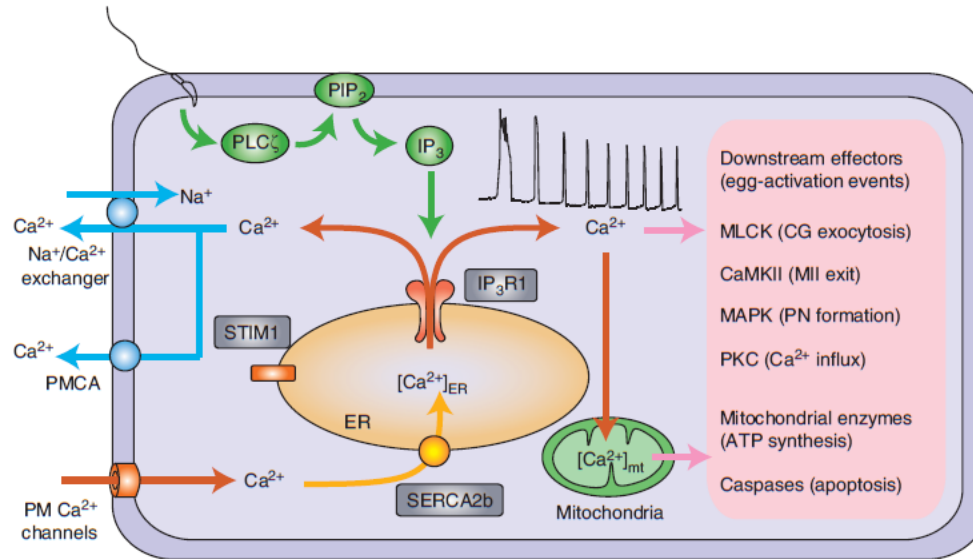 PIP₂
PLCζ
IP₃
Na⁺
Ca²⁺
Na⁺/Ca²⁺
exchanger
Ca²⁺
Ca²⁺
PMCA
Ca²⁺
IP₃R1
STIM1
[Ca²⁺]ER
ER
SERCA2b
PM Ca²⁺
channels
Ca²⁺
[Ca²⁺]mt
Mitochondria
Downstream effectors
(egg-activation events)
MLCK (CG exocytosis)
CaMKII (MII exit)
MAPK (PN formation)
PKC (Ca²⁺ influx)
Mitochondrial enzymes
(ATP synthesis)
Caspases (apoptosis)